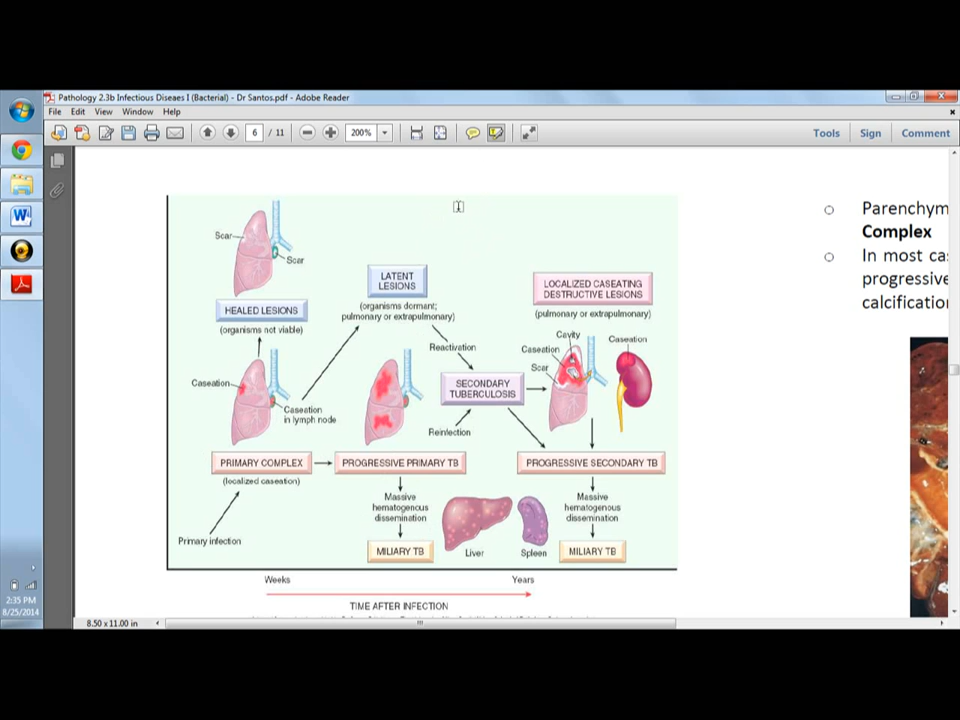 Pathology 2.3b Infectious Diseaes I (Bacterial) - Dr Santos.pdf - Adobe Reader
File Edit View Window Help
6 / 11 200% Tools Sign Comment
Scar
Scar
HEALED LESIONS
(organisms not viable)
LATENT
LESIONS
(organisms dormant;
pulmonary or extrapulmonary)
LOCALIZED CASEATING
DESTRUCTIVE LESIONS
(pulmonary or extrapulmonary)
Reactivation
Cavity
Caseation
Scar
Caseation
Caseation
Caseation
in lymph node
SECONDARY
TUBERCULOSIS
Reinfection
PRIMARY COMPLEX
(localized caseation)
PROGRESSIVE PRIMARY TB
PROGRESSIVE SECONDARY TB
Massive
hematogenous
dissemination
Massive
hematogenous
dissemination
Primary infection
MILIARY TB
Liver
Spleen
MILIARY TB
Weeks
Years
TIME AFTER INFECTION
Parenchym
Complex
In most ca
progressive
calcification
8.50 x 11.00 in
2:35 PM
8/25/2014